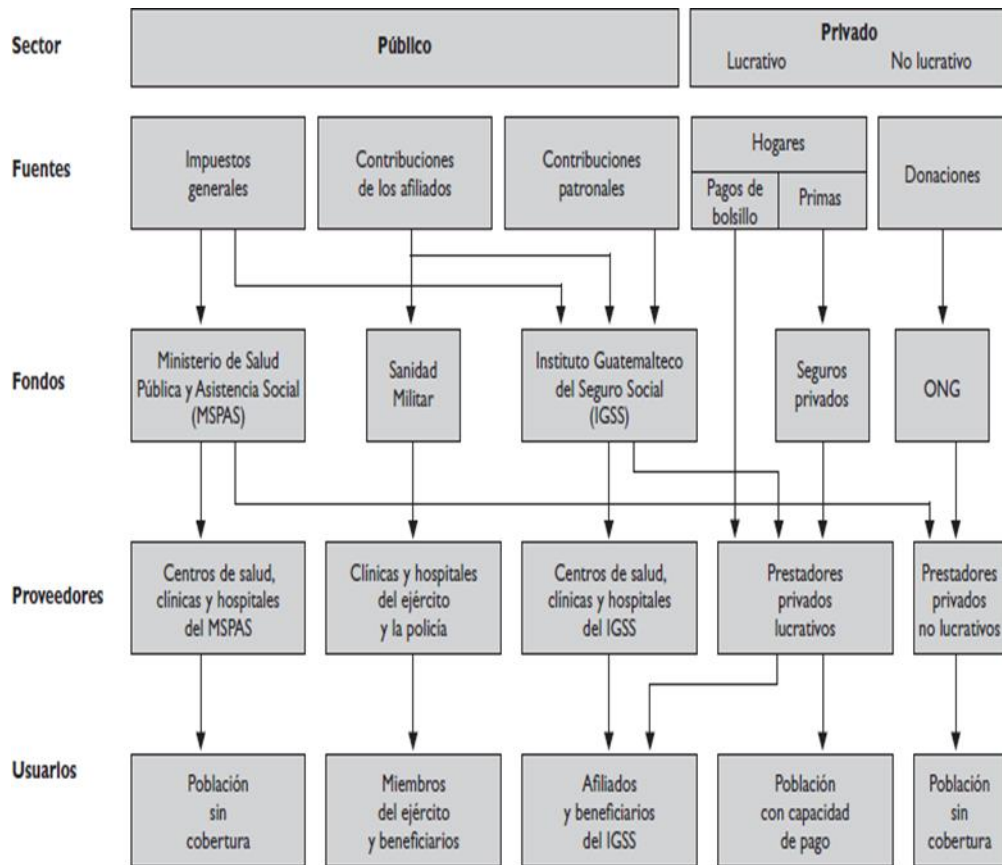 Sector
Público
Privado
Lucrativo No lucrativo
Fuentes
Impuestos
generales
Contribuciones
de los afiliados
Contribuciones
patronales
Hogares
Pagos de
bolsillo
Primas
Donaciones
Fondos
Ministerio de Salud
Pública y Asistencia Social
(MSPAS)
Sanidad
Militar
Instituto Guatemalteco
del Seguro Social
(IGSS)
Seguros
privados
ONG
Proveedores
Centros de salud,
clínicas y hospitales
del MSPAS
Clínicas y hospitales
del ejército
y la policía
Centros de salud,
clínicas y hospitales
del IGSS
Prestadores
privados
lucrativos
Prestadores
privados
no lucrativos
Usuarios
Población
sin
cobertura
Miembros
del ejército
y beneficiarios
Afiliados
y beneficiarios
del IGSS
Población
con capacidad
de pago
Población
sin
cobertura